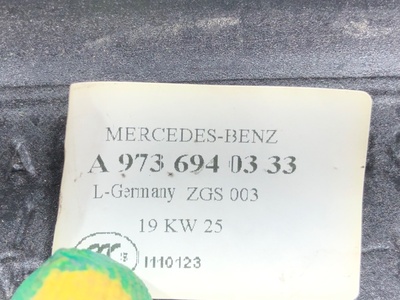 MERCEDES-BENZ
A 973 694 03 33
L-Germany ZGS 003
19 KW 25
1110123